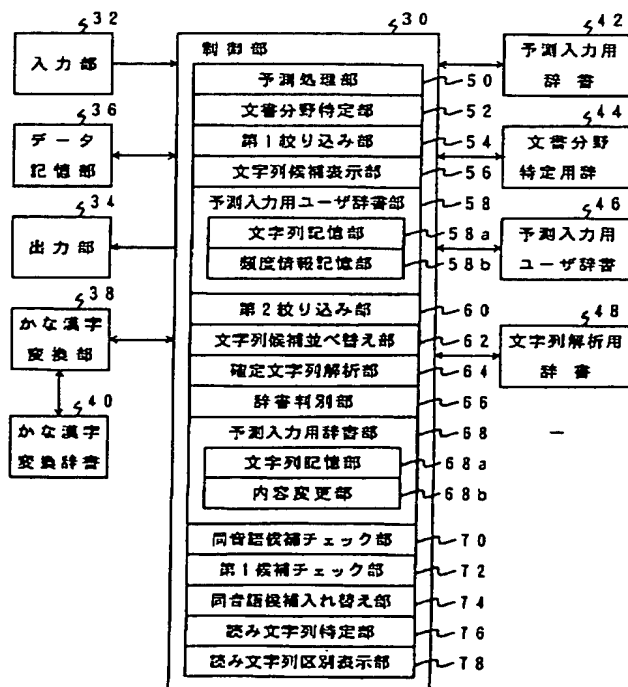 32
入力部
36
データ
記憶部
34
出力部
38
かな漢字
変換部
40
かな漢字
変換辞書
30
制御部
予測処理部 50
文書分野特定部 52
第1絞り込み部 54
文字列候補表示部 56
予測入力用ユーザ辞書部 58
文字列記憶部 58a
頻度情報記憶部 58b
第2絞り込み部 60
文字列候補並べ替え部 62
確定文字列解析部 64
辞書判別部 66
予測入力用辞書部 68
文字列記憶部 68a
内容変更部 68b
同音語候補チェック部 70
第1候補チェック部 72
同音語候補入れ替え部 74
読み文字列特定部 76
読み文字列区別表示部 78
42
予測入力用
辞書
44
文書分野
特定用辞
46
予測入力用
ユーザ辞書
48
文字列解析用
辞書